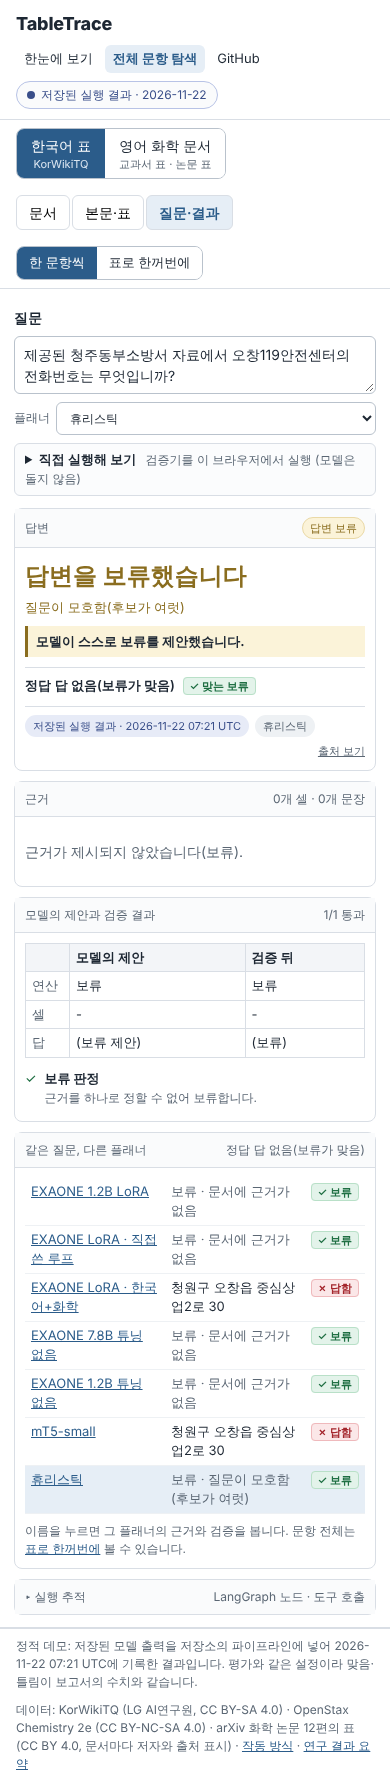 TableTrace
한눈에 보기 전체 문항 탐색 GitHub
저장된 실행 결과 · 2026-11-22
한국어 표 영어 화학 문서
KorWikiTQ 교과서 표 · 논문 표
문서 본문·표 질문·결과
한 문항씩 표로 한꺼번에
질문
제공된 청주동부소방서 자료에서 오창119안전센터의
전화번호는 무엇입니까?
플래너 휴리스틱
▶ 직접 실행해 보기 검증기를 이 브라우저에서 실행 (모델은
돌지 않음)
답변 답변 보류
답변을 보류했습니다
질문이 모호함(후보가 여럿)
모델이 스스로 보류를 제안했습니다.
정답 답 없음(보류가 맞음) ✓ 맞는 보류
저장된 실행 결과 · 2026-11-22 07:21 UTC 휴리스틱
출처 보기
근거 0개 셀 · 0개 문장
근거가 제시되지 않았습니다(보류).
모델의 제안과 검증 결과 1/1 통과
모델의 제안 검증 뒤
연산 보류 보류
셀 - -
답 (보류 제안) (보류)
✓ 보류 판정
근거를 하나로 정할 수 없어 보류합니다.
같은 질문, 다른 플래너 정답 답 없음(보류가 맞음)
EXAONE 1.2B LoRA 보류 · 문서에 근거가 ✓ 보류
없음
EXAONE LoRA · 직접 보류 · 문서에 근거가 ✓ 보류
쓴 루프 없음
EXAONE LoRA · 한국 청원구 오창읍 중심상 × 답함
어+화학 업2로 30
EXAONE 7.8B 튜닝 보류 · 문서에 근거가 ✓ 보류
없음 없음
EXAONE 1.2B 튜닝 보류 · 문서에 근거가 ✓ 보류
없음 없음
mT5-small 청원구 오창읍 중심상 × 답함
업2로 30
휴리스틱 보류 · 질문이 모호함 ✓ 보류
(후보가 여럿)
이름을 누르면 그 플래너의 근거와 검증을 봅니다. 문항 전체는
표로 한꺼번에 볼 수 있습니다.
▸ 실행 추적 LangGraph 노드 · 도구 호출
정적 데모: 저장된 모델 출력을 저장소의 파이프라인에 넣어 2026-
11-22 07:21 UTC에 기록한 결과입니다. 평가와 같은 설정이라 맞음·
틀림이 보고서의 수치와 같습니다.
데이터: KorWikiTQ (LG AI연구원, CC BY-SA 4.0) · OpenStax
Chemistry 2e (CC BY-NC-SA 4.0) · arXiv 화학 논문 12편의 표
(CC BY 4.0, 문서마다 저자와 출처 표시) · 작동 방식 · 연구 결과 요
약